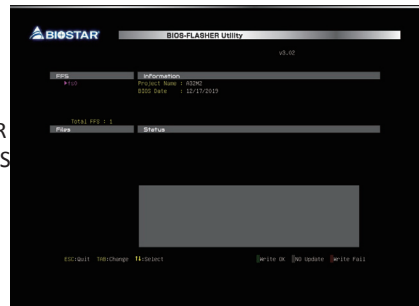 BIOSTAR
BIOS-FLASHER Utility
v3.02
FFS
Information
▶fs0
Project Name : A32M2
BIOS Date : 12/17/2019
Total FFS : 1
Files
Status
R
S
ESC:Quit TAB:Change ↑↓:Select
Write OK NO Update Write Fail